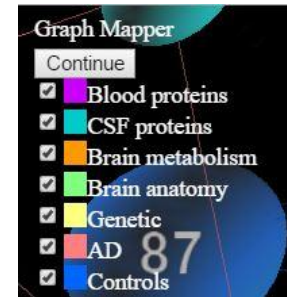 Graph Mapper
Continue
Blood proteins
CSF proteins
Brain metabolism
Brain anatomy
Genetic
AD
87
Controls